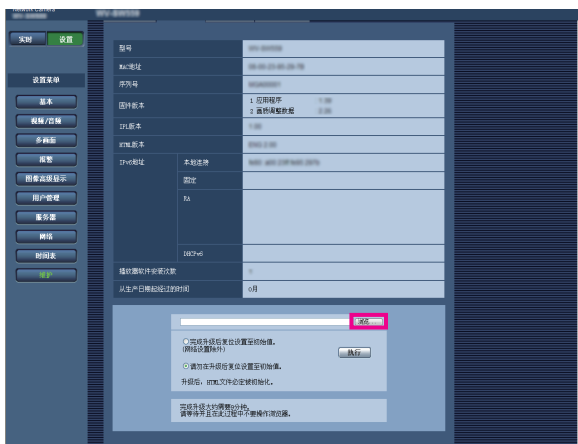 Network Camera
实时 设置
设置菜单
基本
视频/音频
多画面
报警
图像高级显示
用户管理
服务器
网络
时间表
维护
型号
MAC地址
序列号
固件版本
1 应用程序
2 画质调整数据
IPL版本
HTML版本
IPv6地址 本地连接
固定
RA
DHCPv6
播放器软件安装次数
从生产日期起经过的时间 0月
浏览...
完成升级后复位设置至初始值。
(网络设置除外)
执行
请勿在升级后复位设置至初始值。
升级后，HTML文件必定被初始化。
完成升级大约需要2分钟。
请等待并且在此过程中不要操作浏览器。